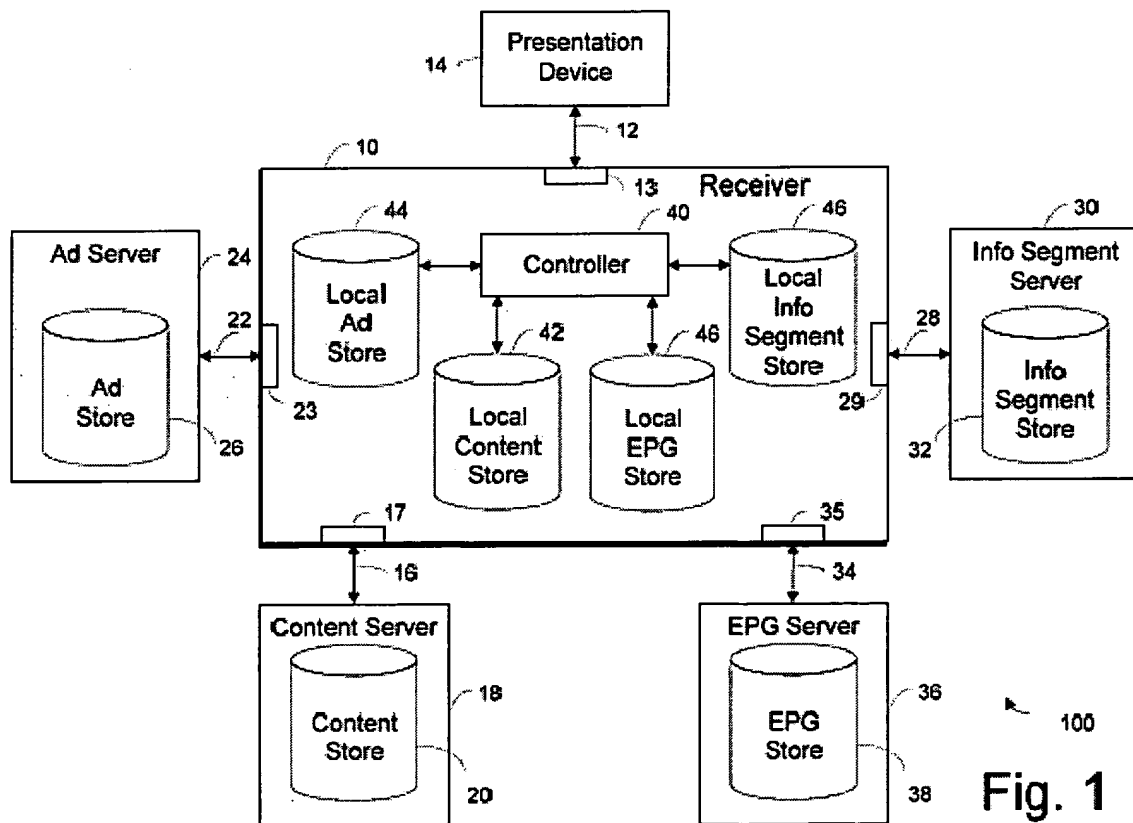 Presentation
Device
14
12
10
13
Receiver
44
40
46
30
Ad Server
24
Controller
Info Segment
Server
Local
Ad
Store
Local
Info
Segment
Store
22
42
46
28
Ad
Store
26
23
Local
Content
Store
Local
EPG
Store
29
Info
Segment
Store
32
17
35
16
34
Content Server
EPG Server
18
36
Content
Store
EPG
Store
100
20
38
Fig. 1